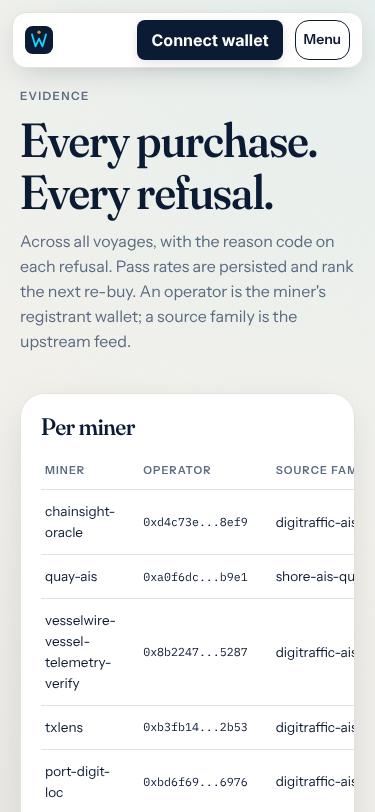 Connect wallet
Menu
EVIDENCE
Every purchase.
Every refusal.
Across all voyages, with the reason code on
each refusal. Pass rates are persisted and rank
the next re-buy. An operator is the miner's
registrant wallet; a source family is the
upstream feed.
Per miner
MINER OPERATOR SOURCE FAM
chainsight-
oracle
0xd4c73e...8ef9 digitraffic-ais
quay-ais 0xa0f6dc...b9e1 shore-ais-qu
vesselwire-
vessel-
telemetry-
verify
0x8b2247...5287 digitraffic-ais
txlens 0xb3fb14...2b53 digitraffic-ais
port-digit-
loc
0xbd6f69...6976 digitraffic-ais